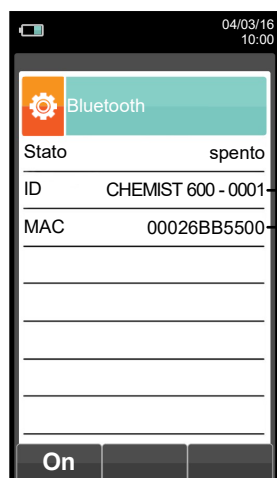 04/03/16
10:00
Bluetooth
Stato spento
ID CHEMIST 600 - 0001
MAC 00026BB5500
On